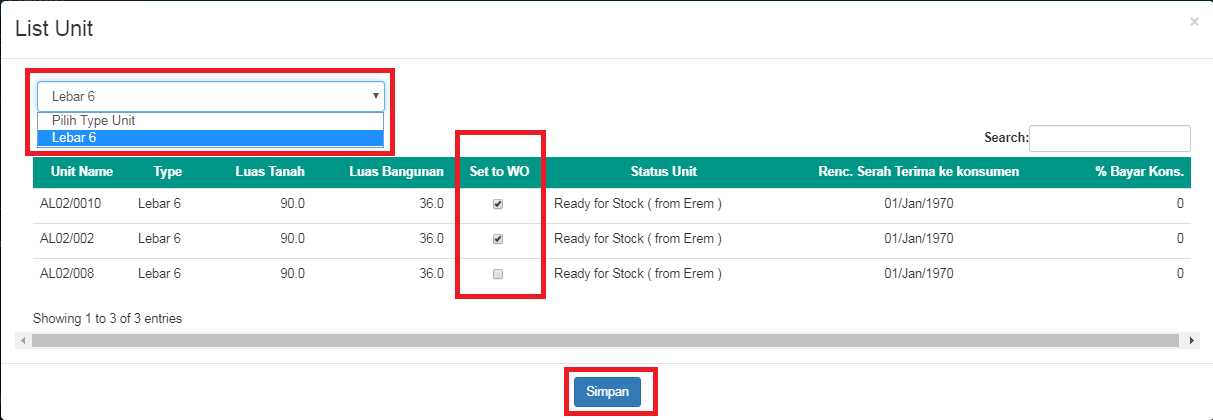 List Unit
×
Lebar 6
Pilih Type Unit
Lebar 6
Search:
Unit Name Type Luas Tanah Luas Bangunan Set to WO Status Unit Renc. Serah Terima ke konsumen % Bayar Kons.
AL02/0010 Lebar 6 90.0 36.0 Ready for Stock ( from Erem ) 01/Jan/1970 0
AL02/002 Lebar 6 90.0 36.0 Ready for Stock ( from Erem ) 01/Jan/1970 0
AL02/008 Lebar 6 90.0 36.0 Ready for Stock ( from Erem ) 01/Jan/1970 0
Showing 1 to 3 of 3 entries
Simpan